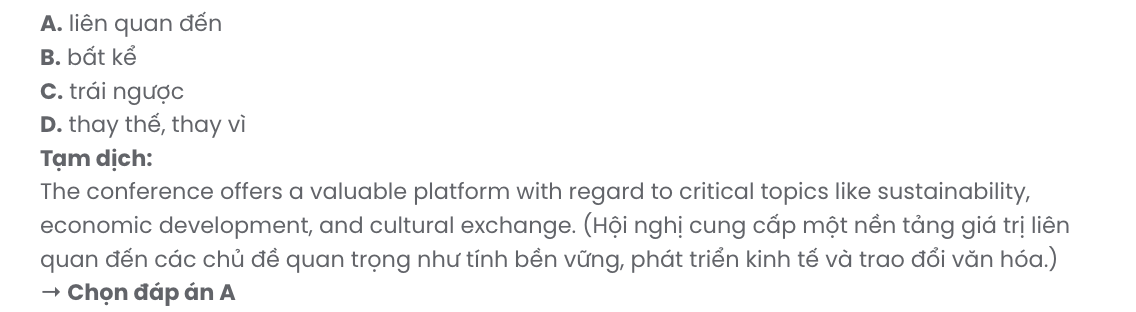 A. liên quan đến
B. bất kể
C. trái ngược
D. thay thế, thay vì
Tạm dịch:
The conference offers a valuable platform with regard to critical topics like sustainability,
economic development, and cultural exchange. (Hội nghị cung cấp một nền tảng giá trị liên
quan đến các chủ đề quan trọng như tính bền vững, phát triển kinh tế và trao đổi văn hóa.)
→ Chọn đáp án A